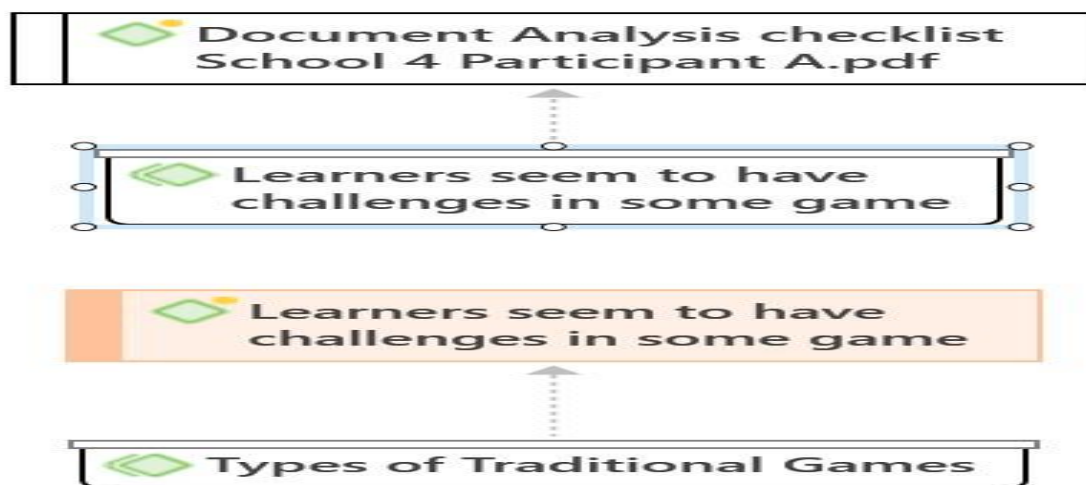 Document Analysis checklist
School 4 Participant A.pdf
Learners seem to have
challenges in some game
Learners seem to have
challenges in some game
Types of Traditional Games